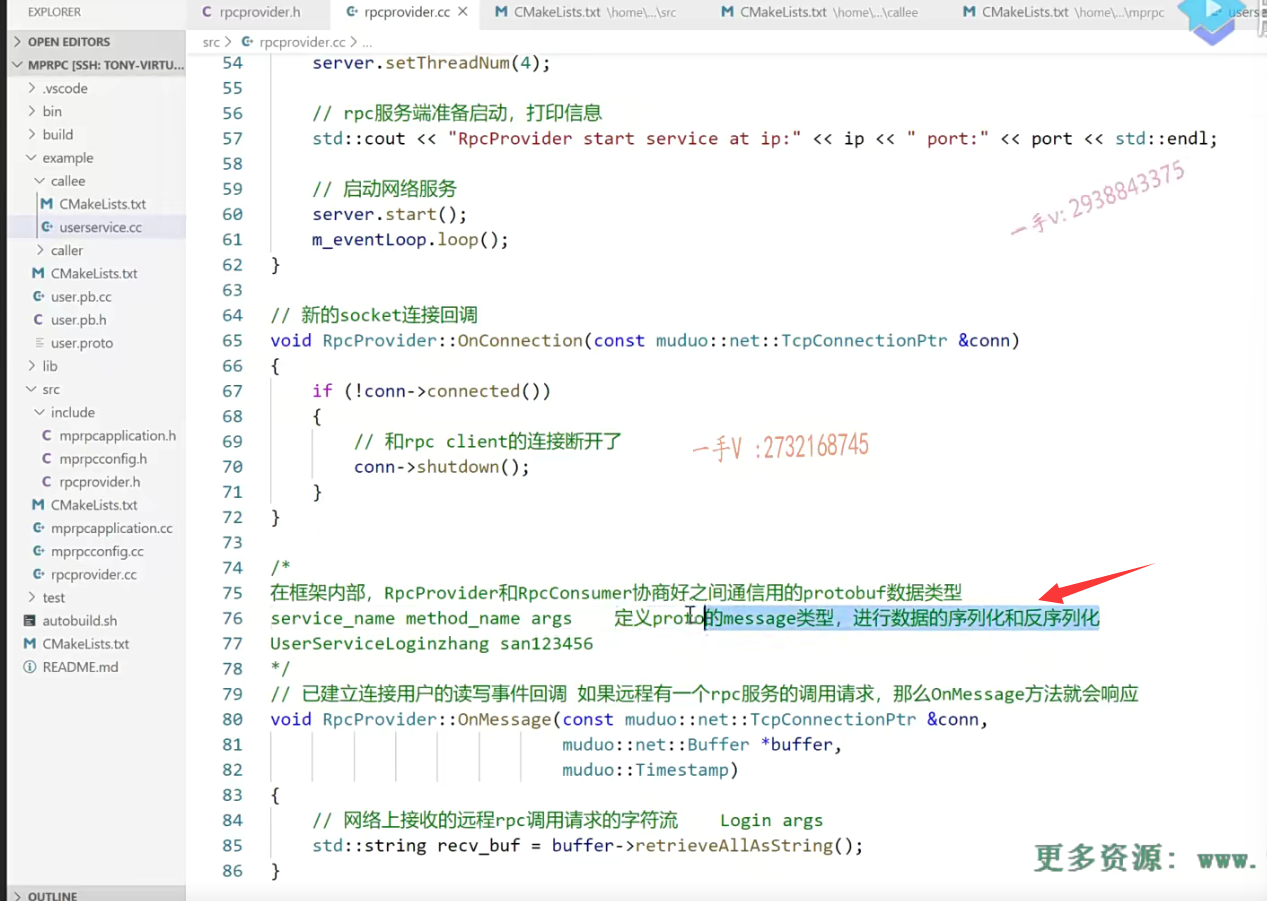 EXPLORER
rpcprovider.h
rpcprovider.cc
CMakeLists.txt \home\...\src
CMakeLists.txt \home\...\callee
CMakeLists.txt \home\...\mprpc
OPEN EDITORS
MPRPC [SSH: TONY-VIRTU...
.vscode
bin
build
example
callee
CMakeLists.txt
userservice.cc
caller
CMakeLists.txt
user.pb.cc
user.pb.h
user.proto
lib
src
include
mprpcapplication.h
mprpcconfig.h
rpcprovider.h
CMakeLists.txt
mprpcapplication.cc
mprpcconfig.cc
rpcprovider.cc
test
autobuild.sh
CMakeLists.txt
README.md
OUTLINE
src > rpcprovider.cc > ...
54 server.setThreadNum(4);
55
56 // rpc服务端准备启动，打印信息
57 std::cout << "RpcProvider start service at ip:" << ip << " port:" << port << std::endl;
58
59 // 启动网络服务
60 server.start();
61 m_eventLoop.loop();
62 }
63
64 // 新的socket连接回调
65 void RpcProvider::OnConnection(const muduo::net::TcpConnectionPtr &conn)
66 {
67 if (!conn->connected())
68 {
69 // 和rpc client的连接断开了
70 conn->shutdown();
71 }
72 }
73
74 /*
75 在框架内部，RpcProvider和RpcConsumer协商好之间通信用的protobuf数据类型
76 service_name method_name args 定义proto的message类型，进行数据的序列化和反序列化
77 UserServiceLoginzhang san123456
78 */
79 // 已建立连接用户的读写事件回调 如果远程有一个rpc服务的调用请求，那么OnMessage方法就会响应
80 void RpcProvider::OnMessage(const muduo::net::TcpConnectionPtr &conn,
81 muduo::net::Buffer *buffer,
82 muduo::Timestamp)
83 {
84 // 网络上接收的远程rpc调用请求的字符流 Login args
85 std::string recv_buf = buffer->retrieveAllAsString();
86 }
一手v: 2938843375
一手V :2732168745
更多资源: www.